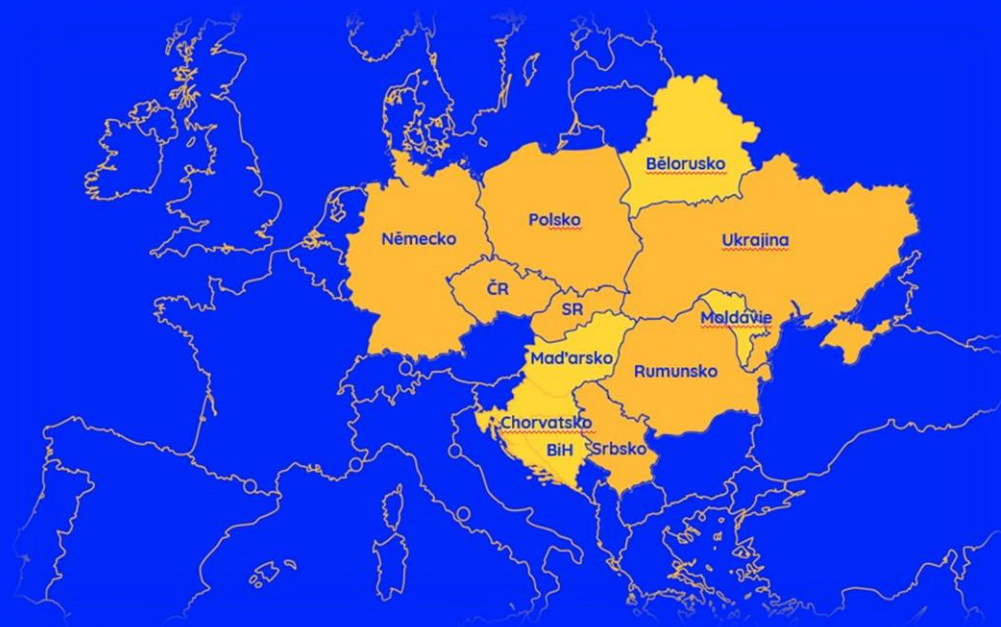 Bělorusko
Polsko
Německo
Ukrajina
ČR
SR
Moldávie
Maďarsko
Rumunsko
Chorvatsko
BiH
Srbsko